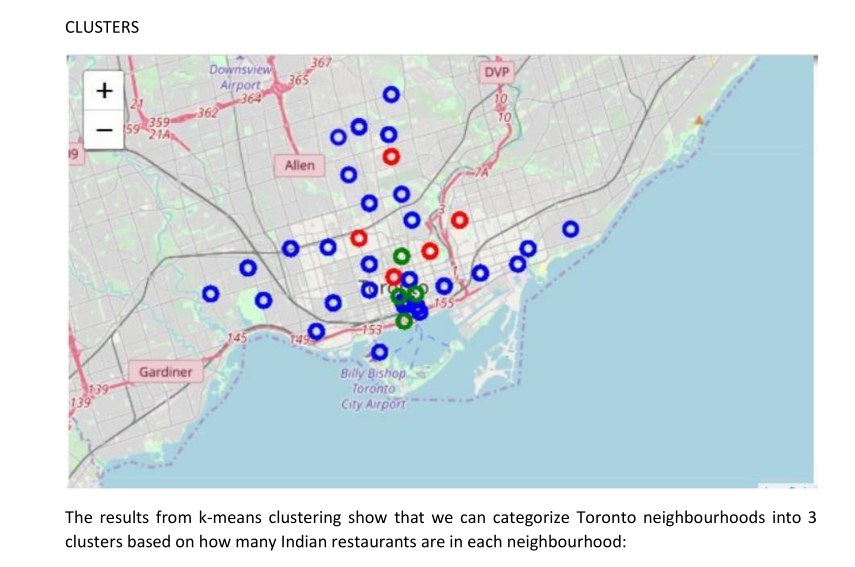 CLUSTERS
367
Downsview
Airport
365
DVP
+
364
10
21
362
10
359
59
21A
−
Allen
7A
3
Toronto
155
153
145
149
Gardiner
Billy Bishop
Toronto
City Airport
139
139
The results from k-means clustering show that we can categorize Toronto neighbourhoods into 3
clusters based on how many Indian restaurants are in each neighbourhood: